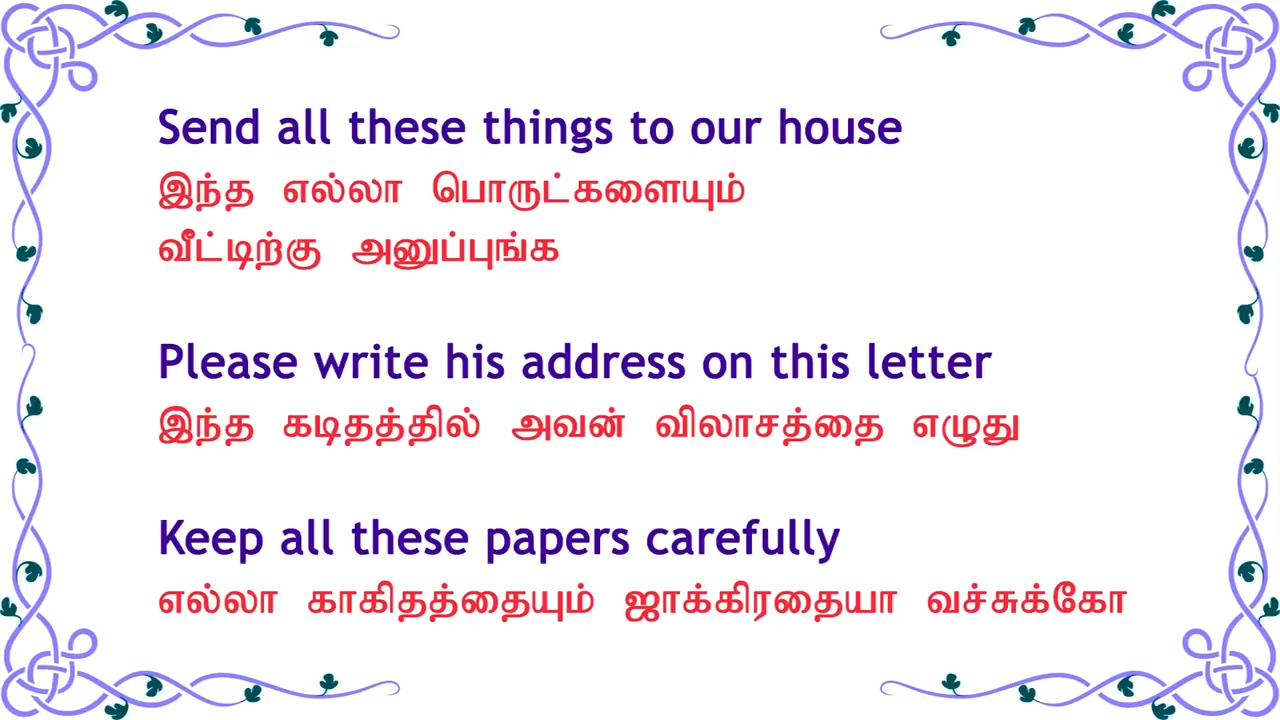 Send all these things to our house
இந்த எல்லா பொருட்களையும்
வீட்டிற்கு அனுப்புங்க
Please write his address on this letter
இந்த கடிதத்தில் அவன் விலாசத்தை எழுது
Keep all these papers carefully
எல்லா காகிதத்தையும் ஜாக்கிரதையா வச்சுக்கோ